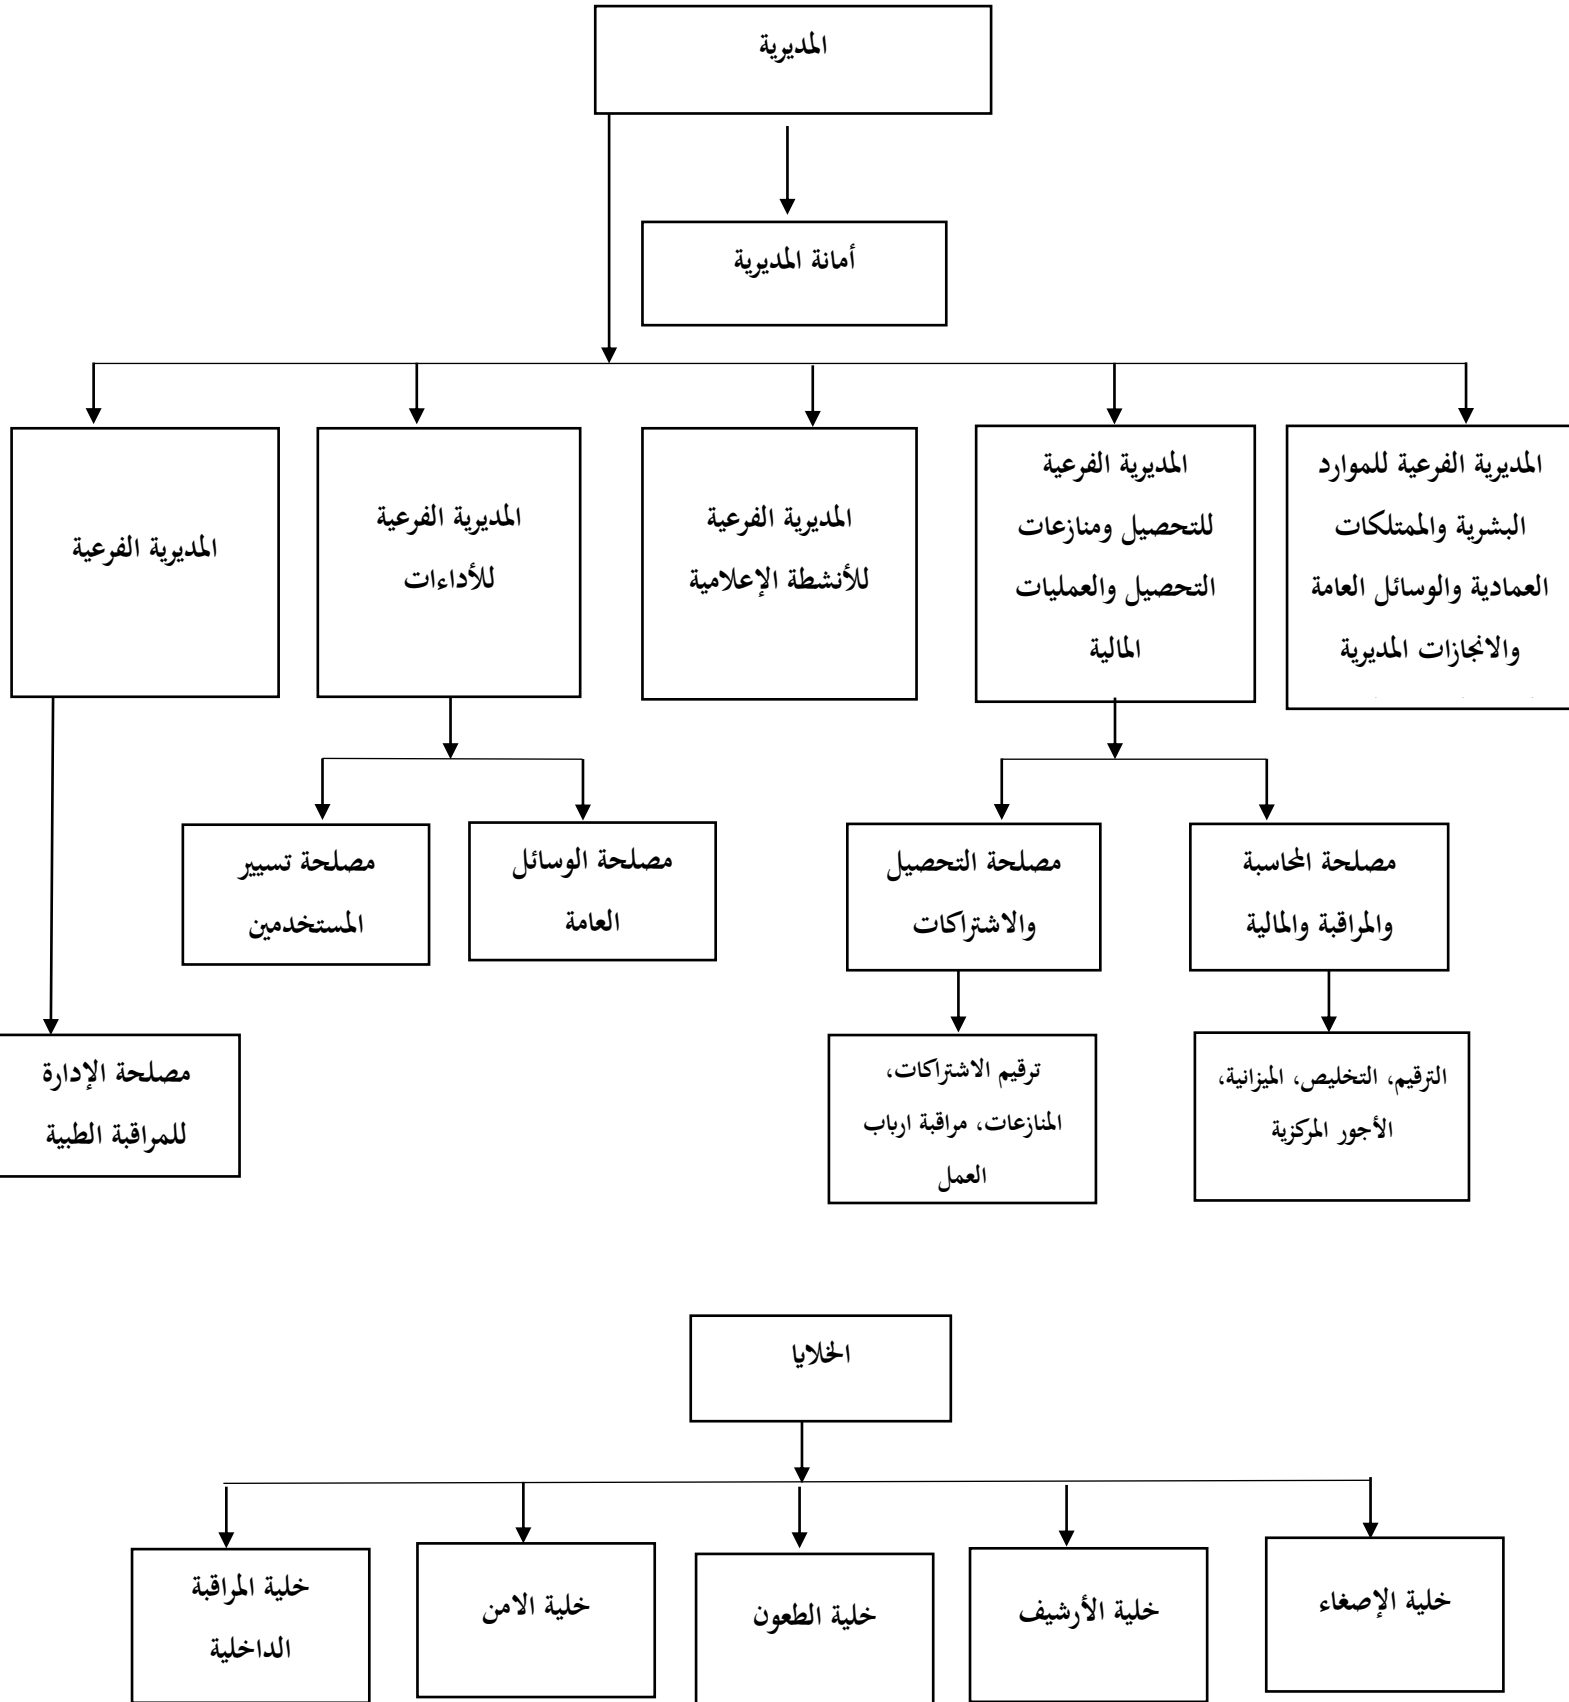 المديرية
أمانة المديرية
المديرية الفرعية للموارد
البشرية والممتلكات
العمادية والوسائل العامة
والانجازات المديرية
المديرية الفرعية
للتحصيل ومنازعات
التحصيل والعمليات
المالية
المديرية الفرعية
للأنشطة الإعلامية
المديرية الفرعية
للأداءات
المديرية الفرعية
مصلحة المحاسبة
والمراقبة والمالية
مصلحة التحصيل
والاشتراكات
مصلحة الوسائل
العامة
مصلحة تسيير
المستخدمين
الترقيم، التخليص، الميزانية،
الأجور المركزية
ترقيم الاشتراكات،
المنازعات، مراقبة ارباب
العمل
مصلحة الإدارة
للمراقبة الطبية
الخلايا
خلية الإصغاء
خلية الأرشيف
خلية الطعون
خلية الامن
خلية المراقبة
الداخلية